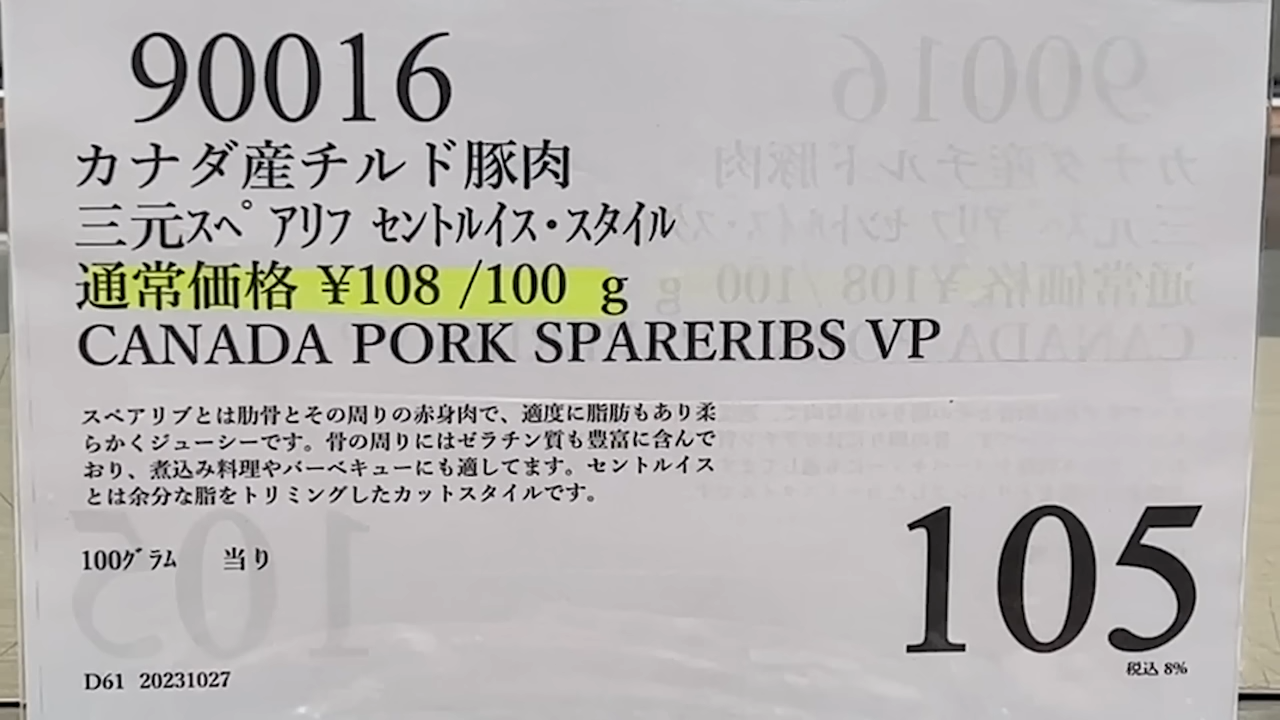 90016
カナダ産チルド豚肉
三元スペアリブ セントルイス・スタイル
通常価格 ¥108 /100 g
CANADA PORK SPARERIBS VP
スペアリブとは肋骨とその周りの赤身肉で、適度に脂肪もあり柔
らかくジューシーです。骨の周りにはゼラチン質も豊富に含んで
おり、煮込み料理やバーベキューにも適してます。セントルイス
とは余分な脂をトリミングしたカットスタイルです。
100グラム 当り
105
税込 8%
D61 20231027